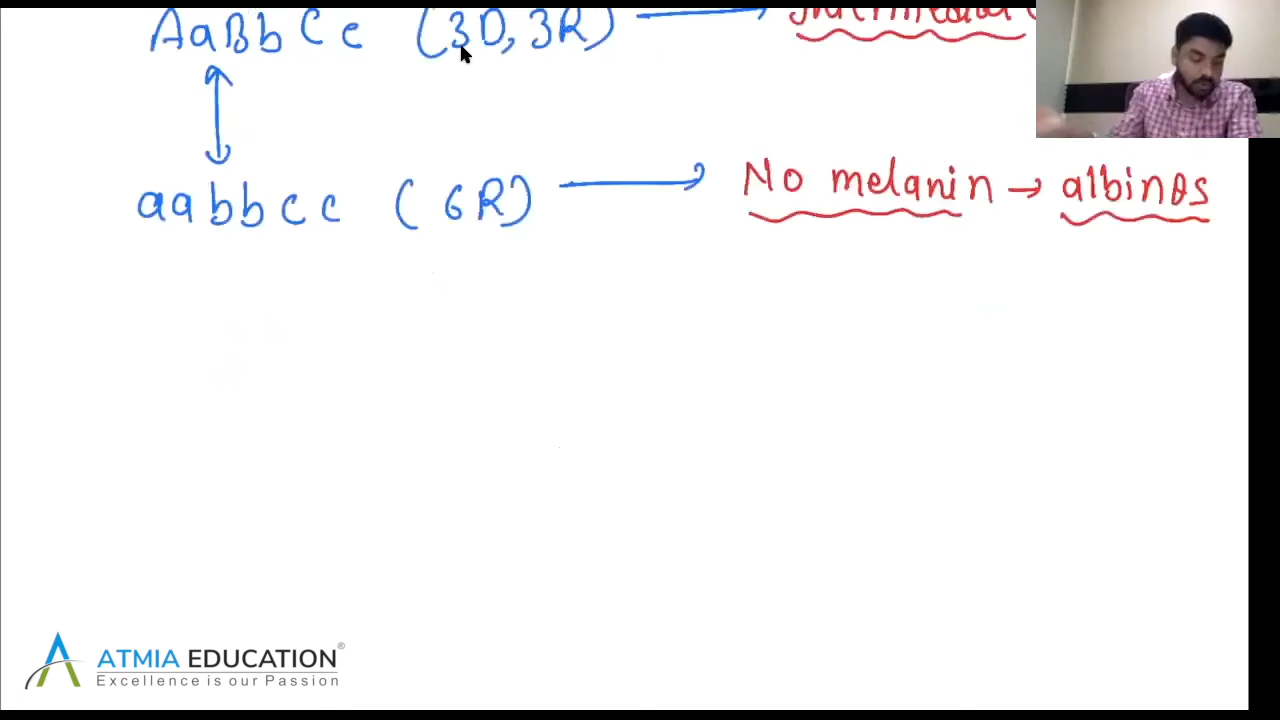 AaBbCc (3D, 3R)
aabbcc (6R) → No melanin → albinos
ATMIA EDUCATION®
Excellence is our Passion